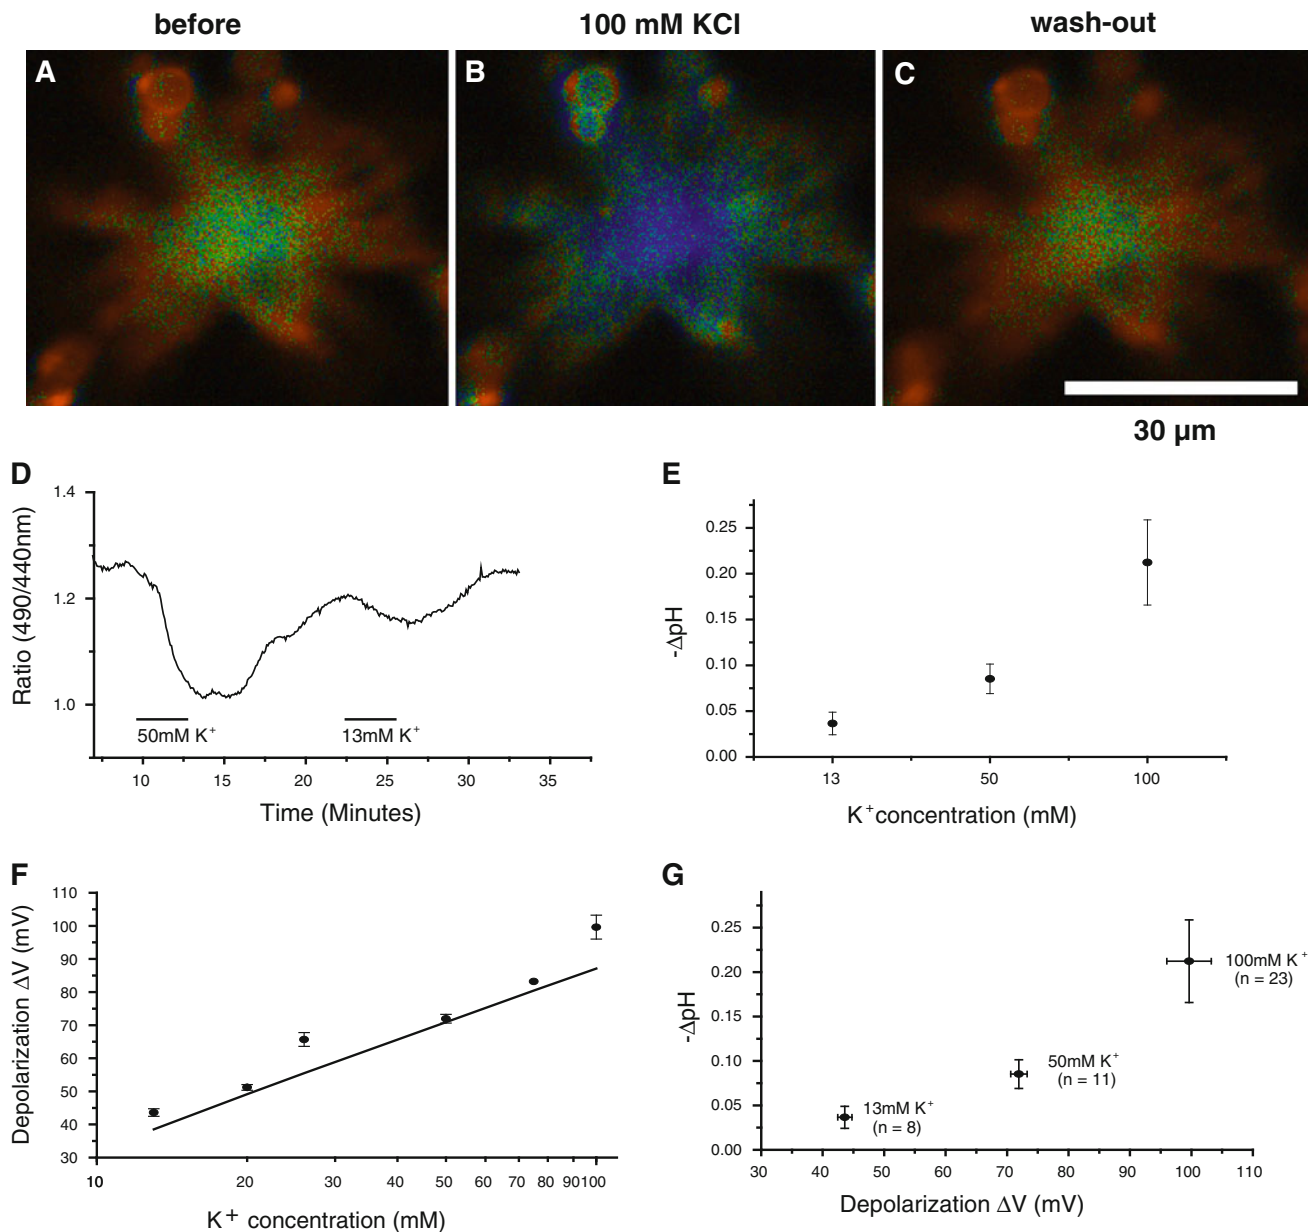 before
100 mM KCl
wash-out
A
B
C
30 µm
D
Ratio (490/440nm)
1.4
1.2
1.0
50mM K⁺
13mM K⁺
10 15 20 25 30 35
Time (Minutes)
E
-ΔpH
0.25
0.20
0.15
0.10
0.05
0.00
13 50 100
K⁺concentration (mM)
F
Depolarization ΔV (mV)
110
100
90
80
70
60
50
40
30
10 20 30 40 50 60 70 80 90 100
K⁺ concentration (mM)
G
-ΔpH
0.25
0.20
0.15
0.10
0.05
0.00
100mM K⁺
(n = 23)
50mM K⁺
(n = 11)
13mM K⁺
(n = 8)
30 40 50 60 70 80 90 100 110
Depolarization ΔV (mV)